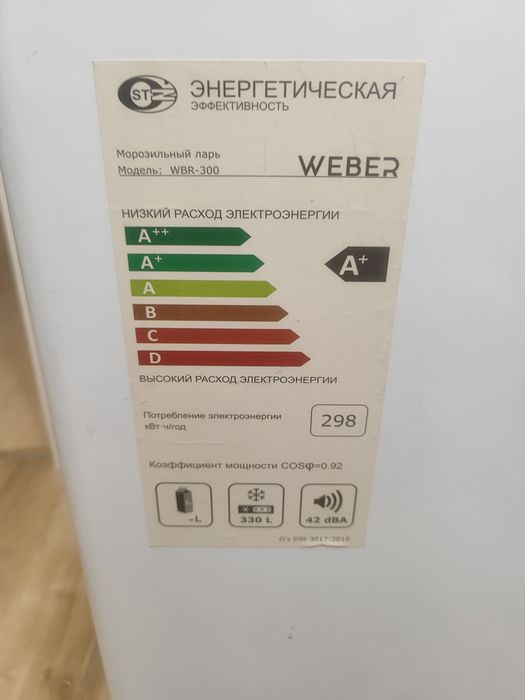 ST
ЭНЕРГЕТИЧЕСКАЯ
ЭФФЕКТИВНОСТЬ
Морозильный ларь
Модель: WBR-300
WEBER
НИЗКИЙ РАСХОД ЭЛЕКТРОЭНЕРГИИ
A++
A+
A+
A
B
C
D
ВЫСОКИЙ РАСХОД ЭЛЕКТРОЭНЕРГИИ
Потребление электроэнергии
кВт·ч/год
298
Коэффициент мощности COSφ=0.92
-L
330 L
42 dBA
O'z DSt 3017:2015